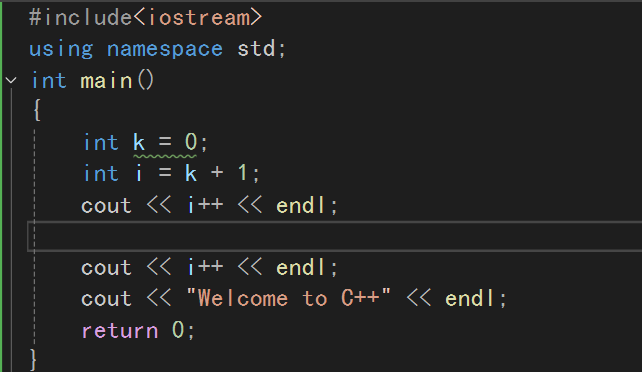 #include<iostream>
using namespace std;
int main()
{
    int k = 0;
    int i = k + 1;
    cout << i++ << endl;
    cout << i++ << endl;
    cout << "Welcome to C++" << endl;
    return 0;
}